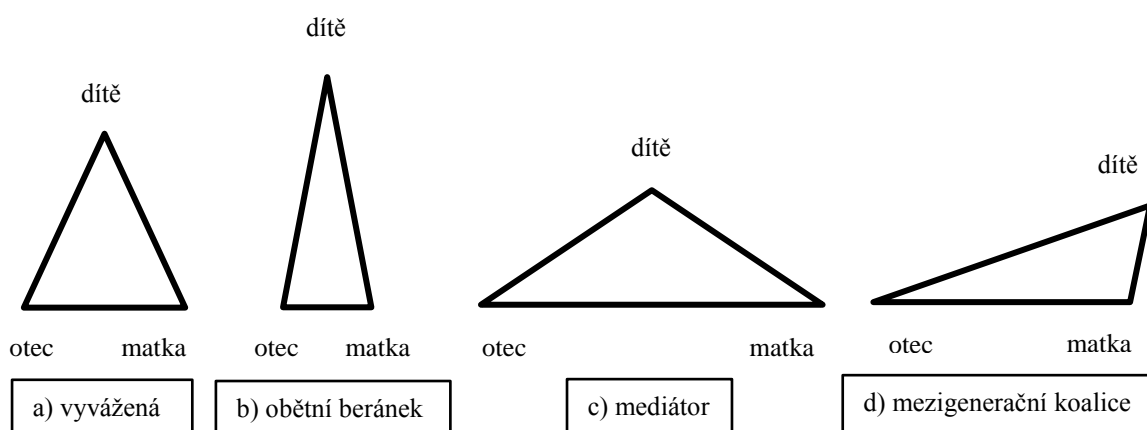 dítě
dítě
dítě
dítě
otec matka
otec matka
otec matka
otec matka
a) vyvážená
b) obětní beránek
c) mediátor
d) mezigenerační koalice